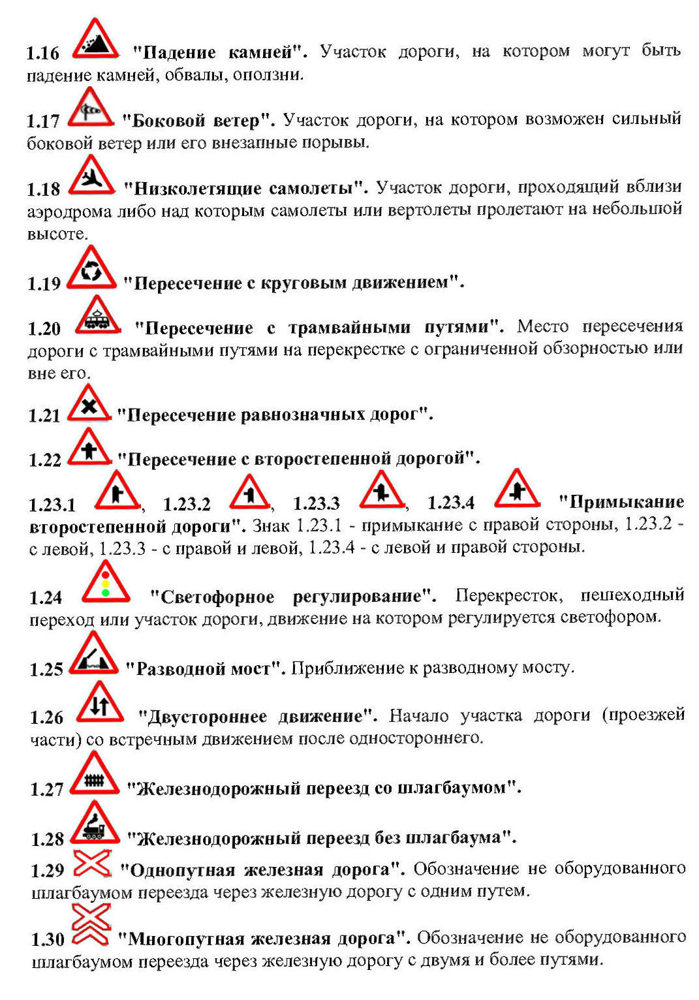 1.16 "Падение камней". Участок дороги, на котором могут быть
падение камней, обвалы, оползни.
1.17 "Боковой ветер". Участок дороги, на котором возможен сильный
боковой ветер или его внезапные порывы.
1.18 "Низколетящие самолеты". Участок дороги, проходящий вблизи
аэродрома либо над которым самолеты или вертолеты пролетают на небольшой
высоте.
1.19 "Пересечение с круговым движением".
1.20 "Пересечение с трамвайными путями". Место пересечения
дороги с трамвайными путями на перекрестке с ограниченной обзорностью или
вне его.
1.21 "Пересечение равнозначных дорог".
1.22 "Пересечение с второстепенной дорогой".
1.23.1 , 1.23.2 , 1.23.3 , 1.23.4 "Примыкание
второстепенной дороги". Знак 1.23.1 - примыкание с правой стороны, 1.23.2 -
с левой, 1.23.3 - с правой и левой, 1.23.4 - с левой и правой стороны.
1.24 "Светофорное регулирование". Перекресток, пешеходный
переход или участок дороги, движение на котором регулируется светофором.
1.25 "Разводной мост". Приближение к разводному мосту.
1.26 "Двустороннее движение". Начало участка дороги (проезжей
части) со встречным движением после одностороннего.
1.27 "Железнодорожный переезд со шлагбаумом".
1.28 "Железнодорожный переезд без шлагбаума".
1.29 "Однопутная железная дорога". Обозначение не оборудованного
шлагбаумом переезда через железную дорогу с одним путем.
1.30 "Многопутная железная дорога". Обозначение не оборудованного
шлагбаумом переезда через железную дорогу с двумя и более путями.